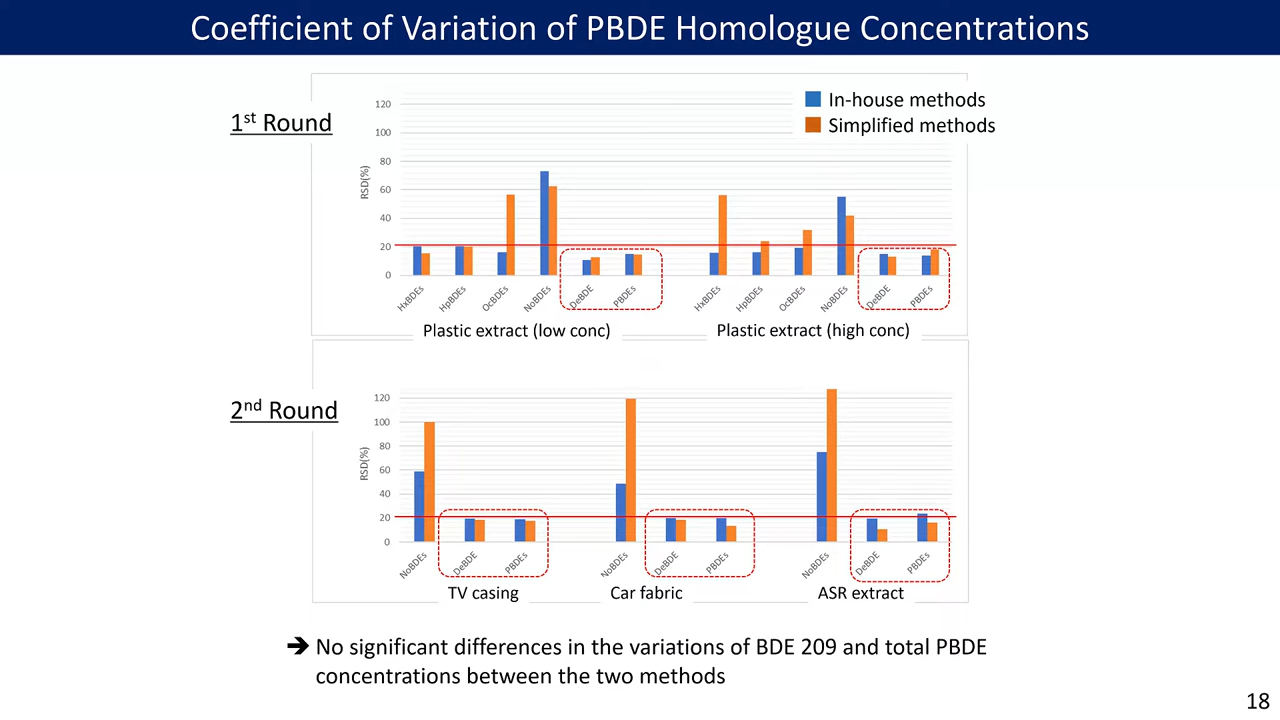 Coefficient of Variation of PBDE Homologue Concentrations
1st Round
In-house methods
Simplified methods
RSD(%)
120
100
80
60
40
20
0
HxBDEs
HpBDEs
OcBDEs
NoBDEs
DeBDE
PBDEs
HxBDEs
HpBDEs
OcBDEs
NoBDEs
DeBDE
PBDEs
Plastic extract (low conc)
Plastic extract (high conc)
2nd Round
RSD(%)
120
100
80
60
40
20
0
NoBDEs
DeBDE
PBDEs
NoBDEs
DeBDE
PBDEs
NoBDEs
DeBDE
PBDEs
TV casing
Car fabric
ASR extract
➔ No significant differences in the variations of BDE 209 and total PBDE
concentrations between the two methods
18